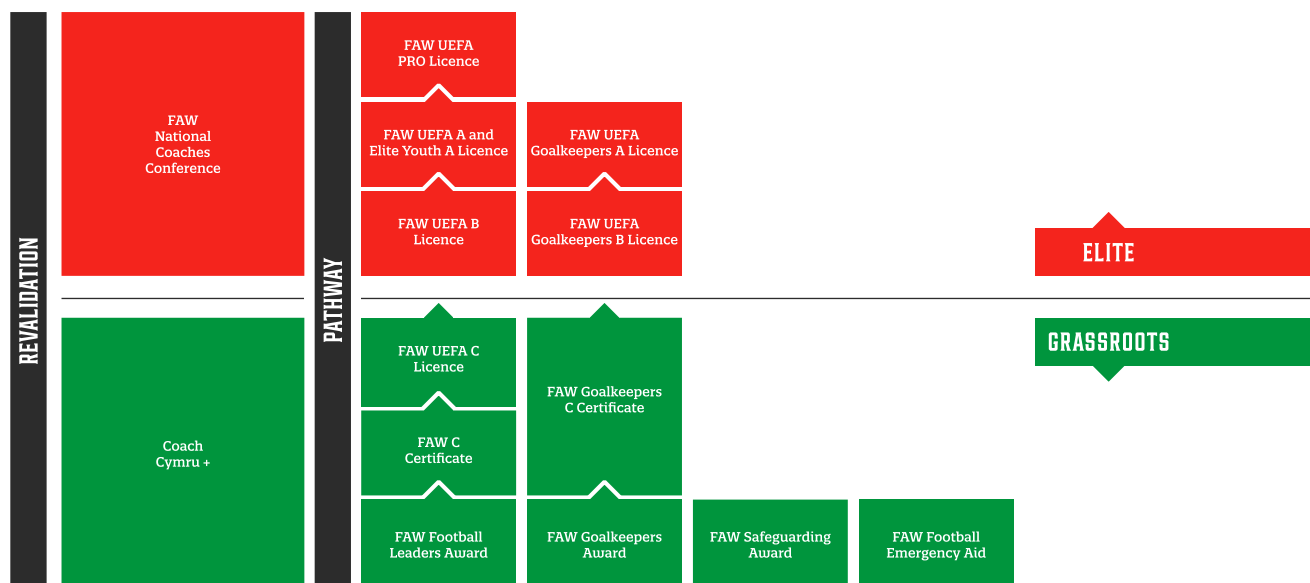 REVALIDATION
FAW
National
Coaches
Conference
Coach
Cymru +
PATHWAY
FAW UEFA
PRO Licence
FAW UEFA A and
Elite Youth A Licence
FAW UEFA
Goalkeepers A Licence
FAW UEFA B
Licence
FAW UEFA
Goalkeepers B Licence
ELITE
GRASSROOTS
FAW UEFA C
Licence
FAW Goalkeepers
C Certificate
FAW C
Certificate
FAW Football
Leaders Award
FAW Goalkeepers
Award
FAW Safeguarding
Award
FAW Football
Emergency Aid